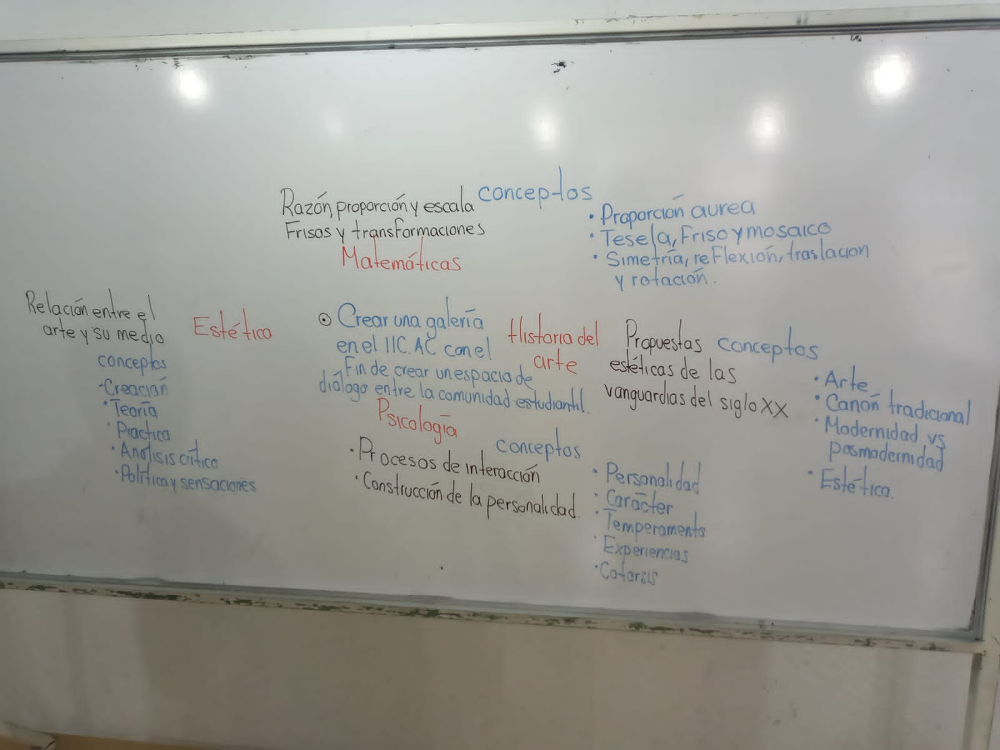 Razón, proporción y escala
Frisos y transformaciones
Matemáticas
conceptos
• Proporción aurea
• Tesela, Friso y mosaico
• Simetría, reflexión, traslacion
y rotación.
Relación entre el
arte y su medio
Estético
conceptos
• Creación
• Teoría
• Practica
• Análisis crítico
• Política y sensaciones
Crear una galería
en el IIC.AC con el
Fin de crear un espacio de
diálogo entre la comunidad estudiantil.
Historia del
arte
Propuestas
estéticas de las
vanguardias del siglo XX
conceptos
• Arte
• Canón tradicional
• Modernidad vs
posmodernidad
• Estética.
Psicología
• Procesos de interacción
• Construcción de la personalidad.
conceptos
• Personalidad
• Carácter
• Temperamento
• Experiencias
• Catarsis